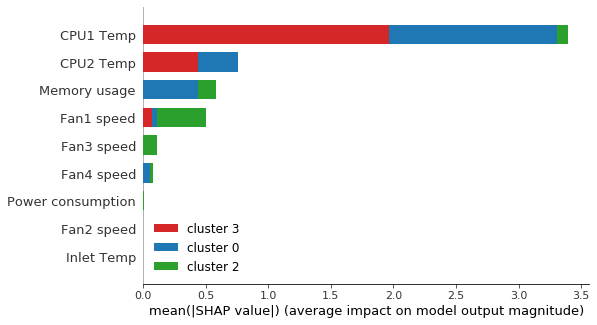 CPU1 Temp
CPU2 Temp
Memory usage
Fan1 speed
Fan3 speed
Fan4 speed
Power consumption
Fan2 speed
Inlet Temp
cluster 3
cluster 0
cluster 2
0.0 0.5 1.0 1.5 2.0 2.5 3.0 3.5
mean(|SHAP value|) (average impact on model output magnitude)